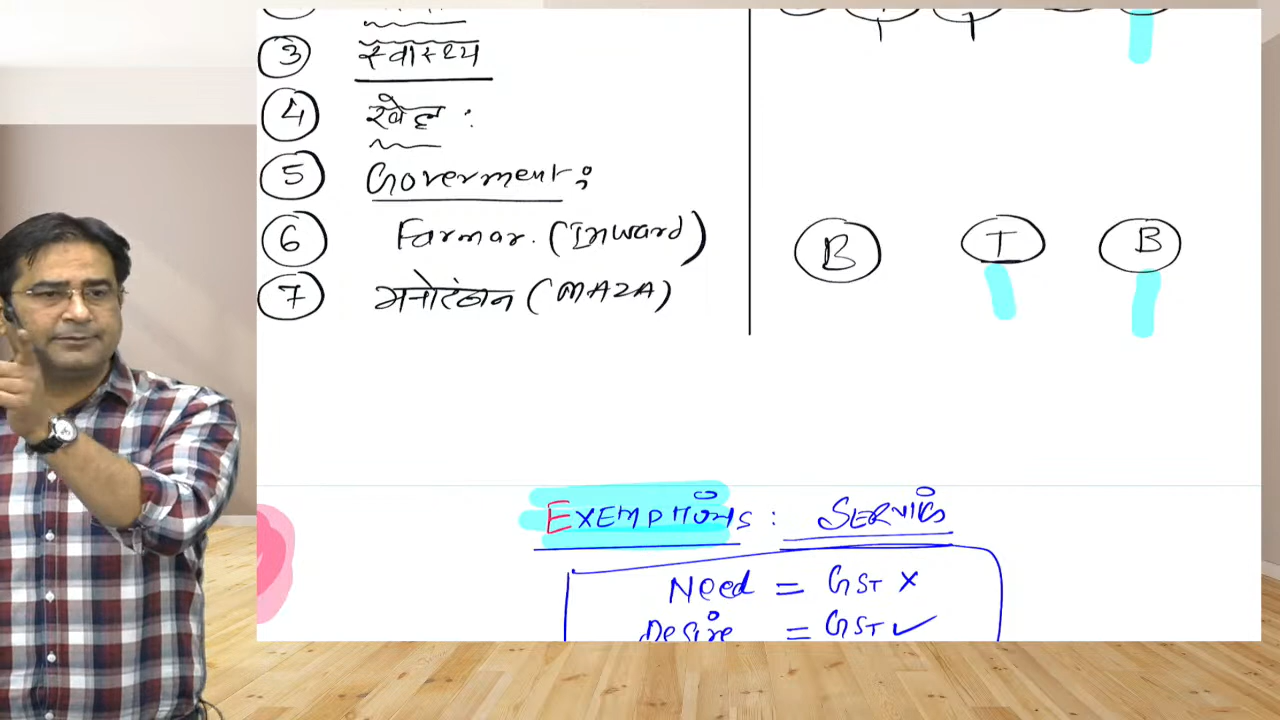 3 स्वास्थ्य
4 खेल :
5 Goverment :
6 Farmar. (Inward)
B T B
7 मनोरंजन (MAZA)
EXEMPTIONS : SERVICES
Need = GST X
Desire = GST ✓